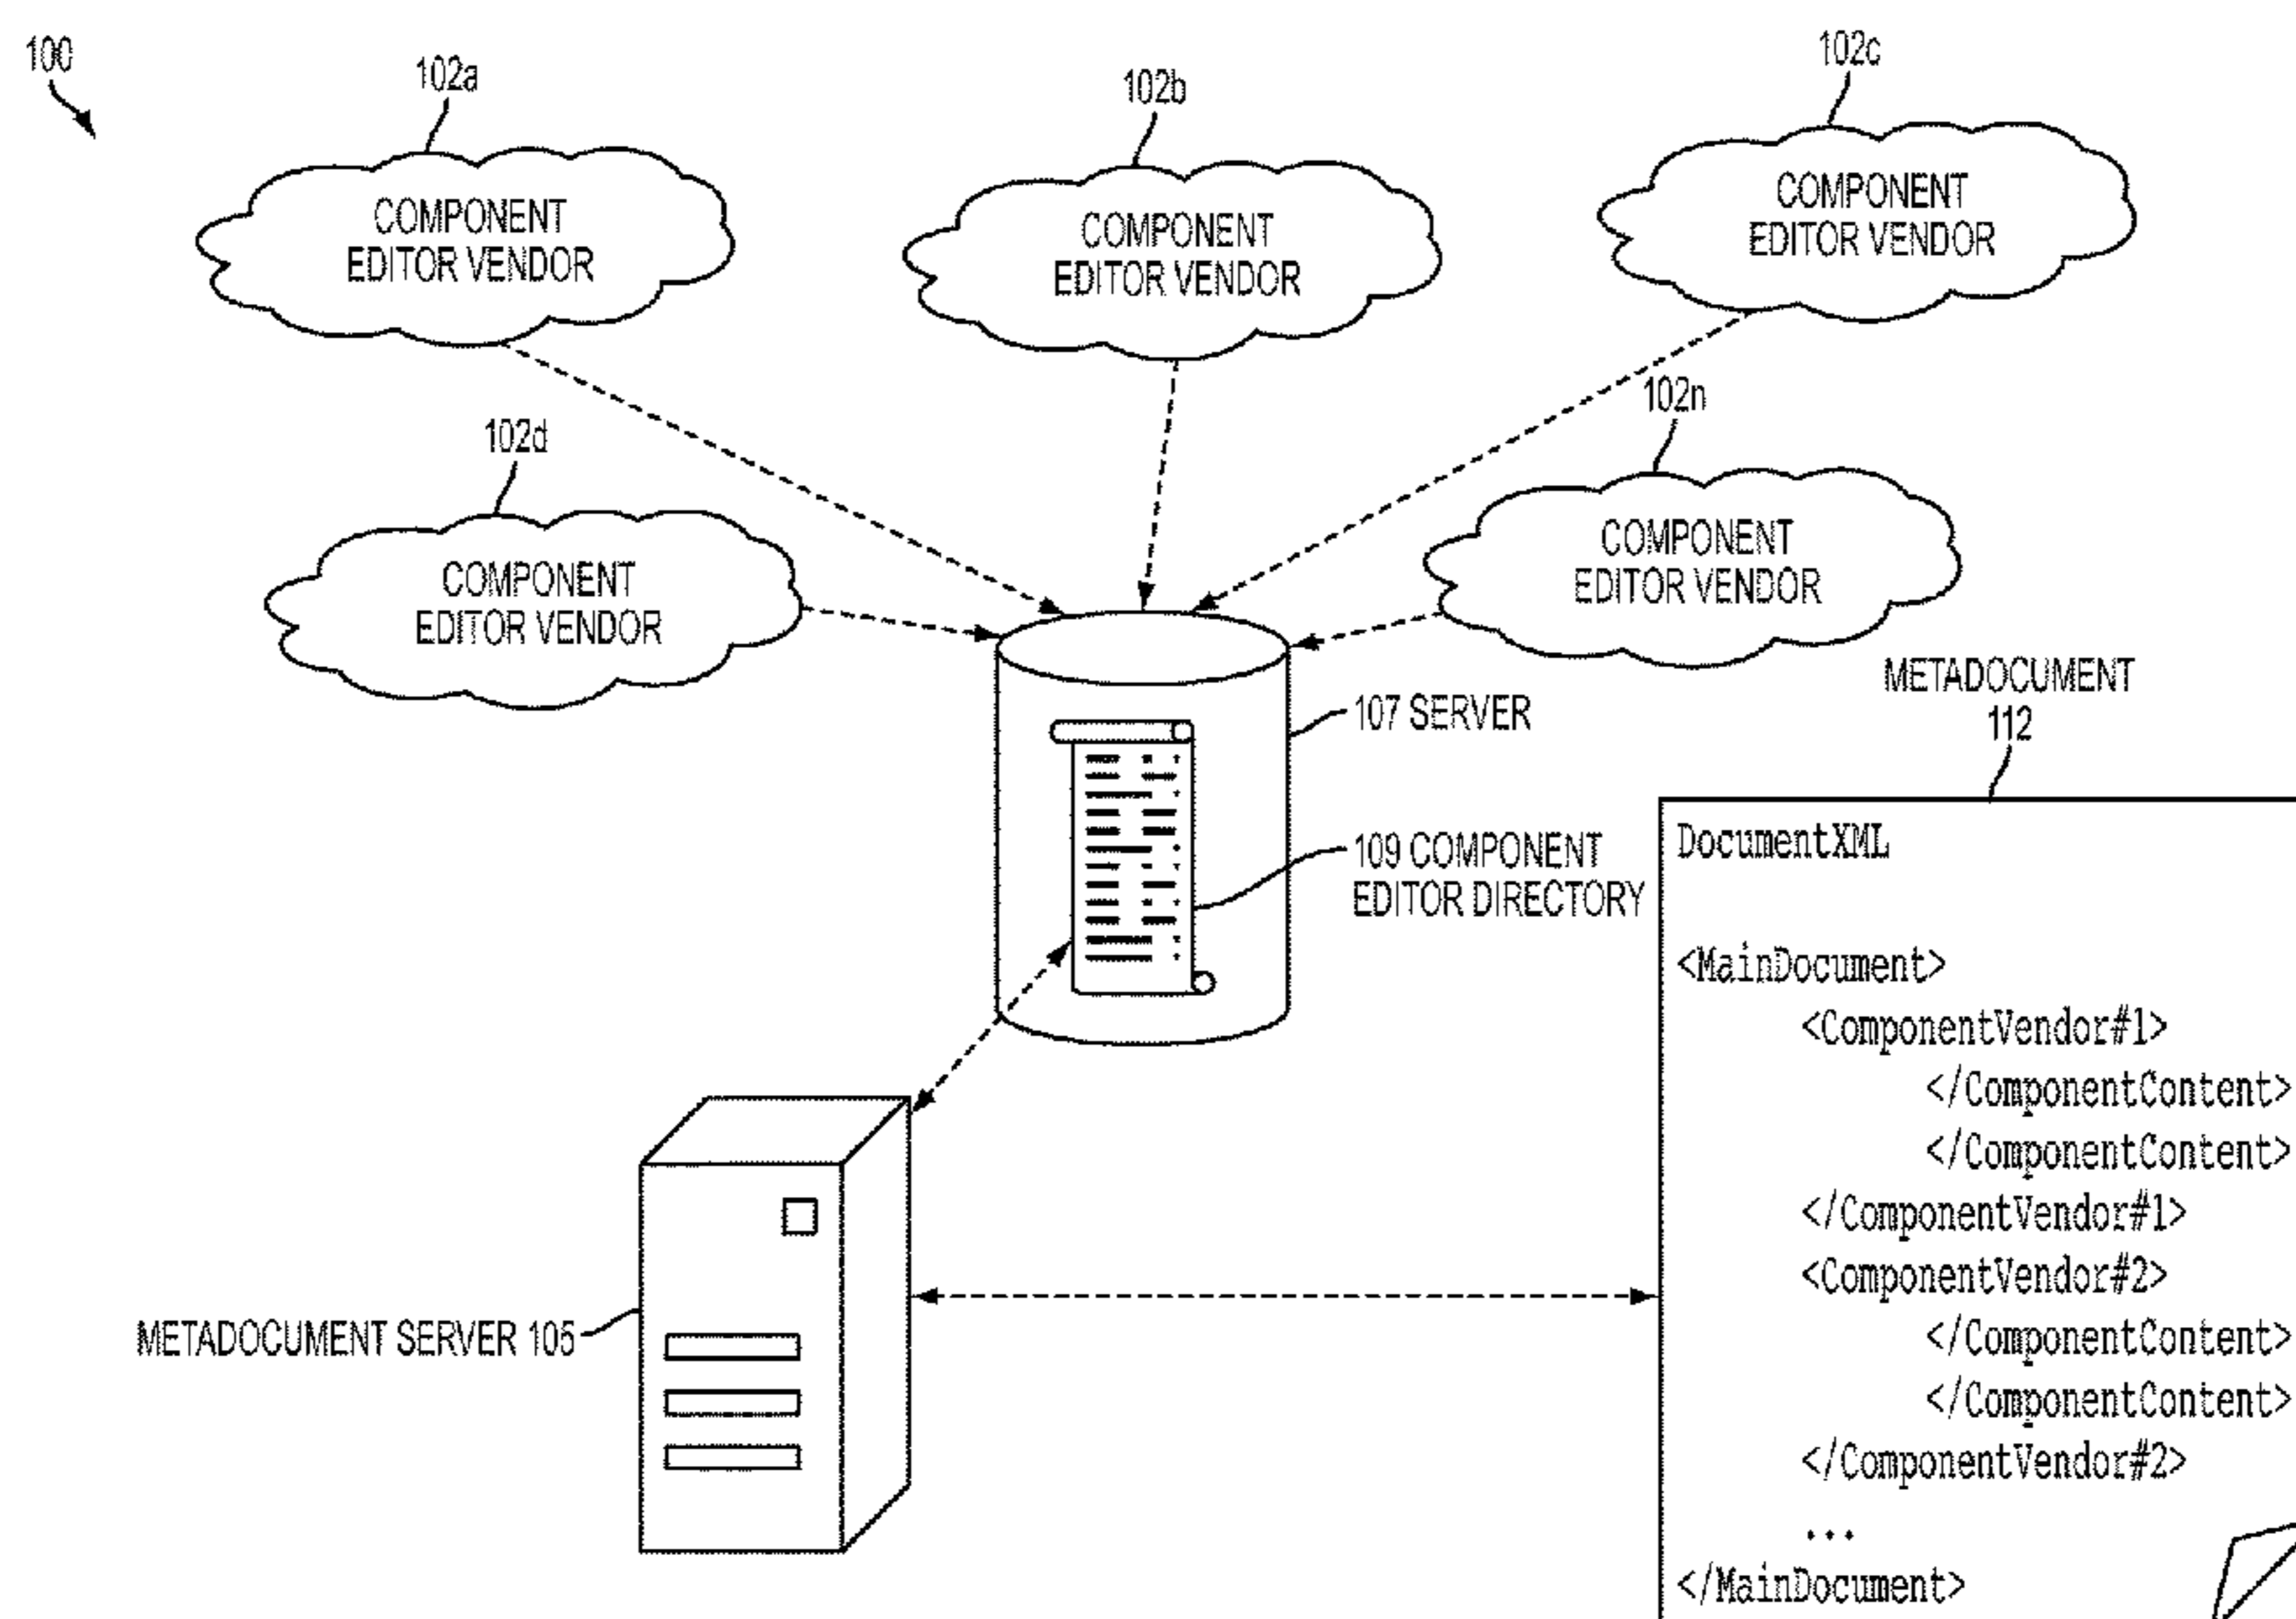 100
102a
102b
102c
COMPONENT
EDITOR VENDOR
COMPONENT
EDITOR VENDOR
COMPONENT
EDITOR VENDOR
102d
102n
COMPONENT
EDITOR VENDOR
COMPONENT
EDITOR VENDOR
107 SERVER
109 COMPONENT
EDITOR DIRECTORY
METADOCUMENT
112
DocumentXML
<MainDocument>
<ComponentVendor#1>
</ComponentContent>
</ComponentContent>
</ComponentVendor#1>
<ComponentVendor#2>
</ComponentContent>
</ComponentContent>
</ComponentVendor#2>
...
</MainDocument>
METADOCUMENT SERVER 105